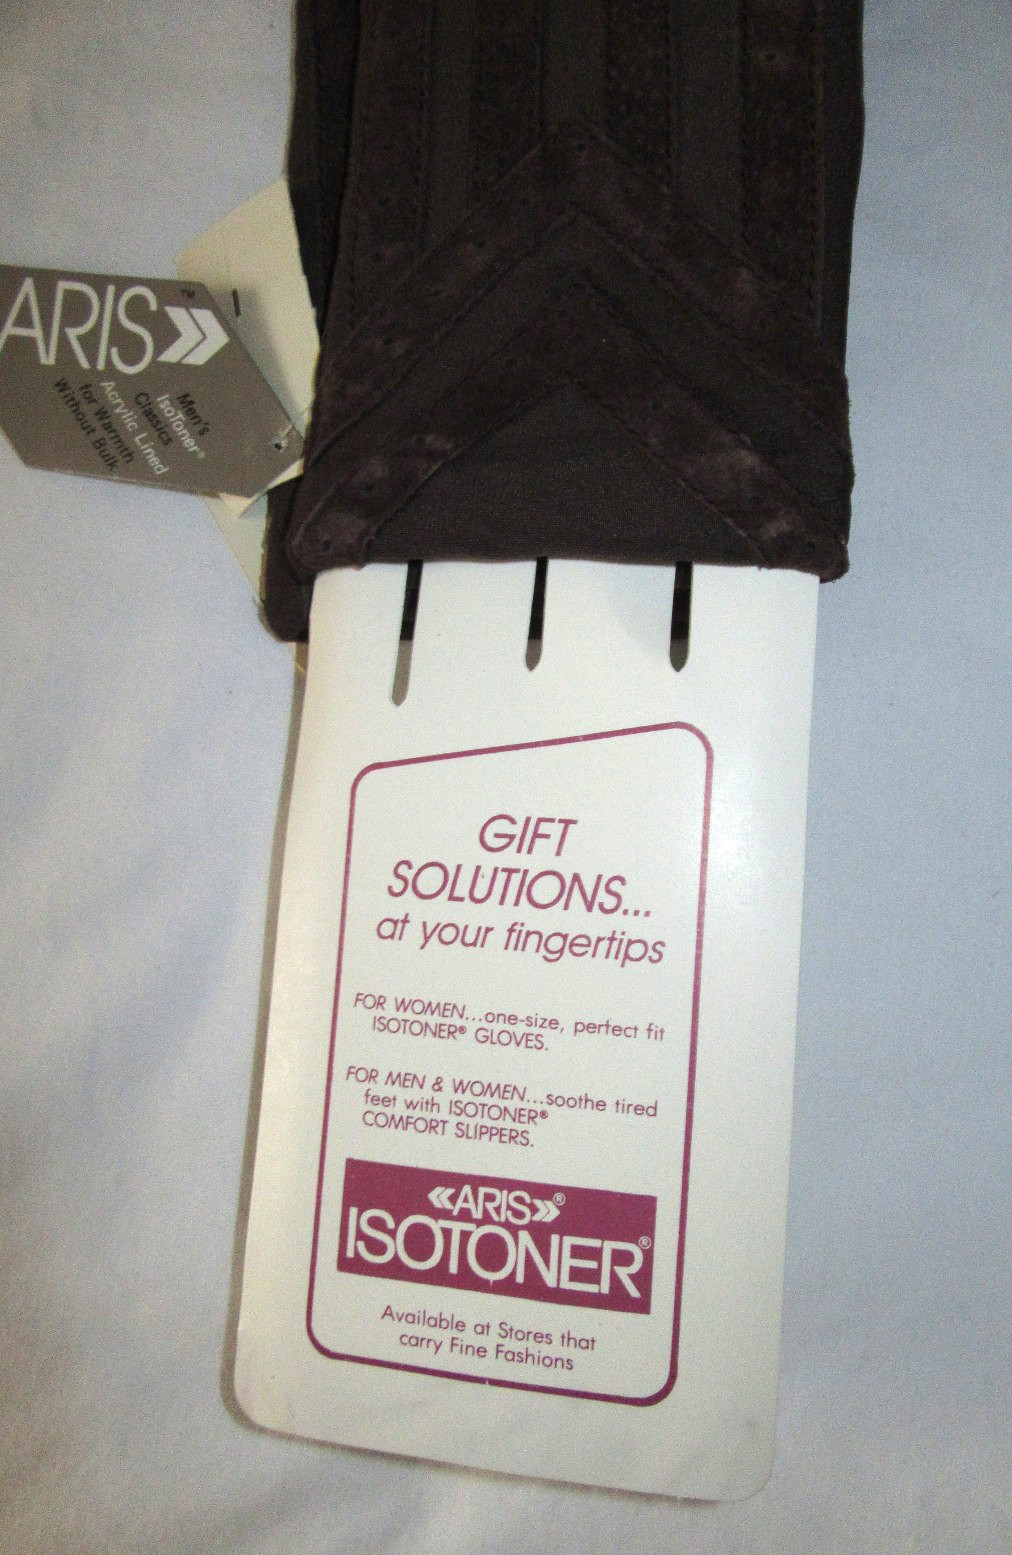 ARIS™
Men's
Isotoner®
Classics
Acrylic Lined
for Warmth
Without Bulk
GIFT
SOLUTIONS...
at your fingertips
FOR WOMEN...one-size, perfect fit
ISOTONER® GLOVES.
FOR MEN & WOMEN...soothe tired
feet with ISOTONER®
COMFORT SLIPPERS.
«ARIS»®
ISOTONER®
Available at Stores that
carry Fine Fashions